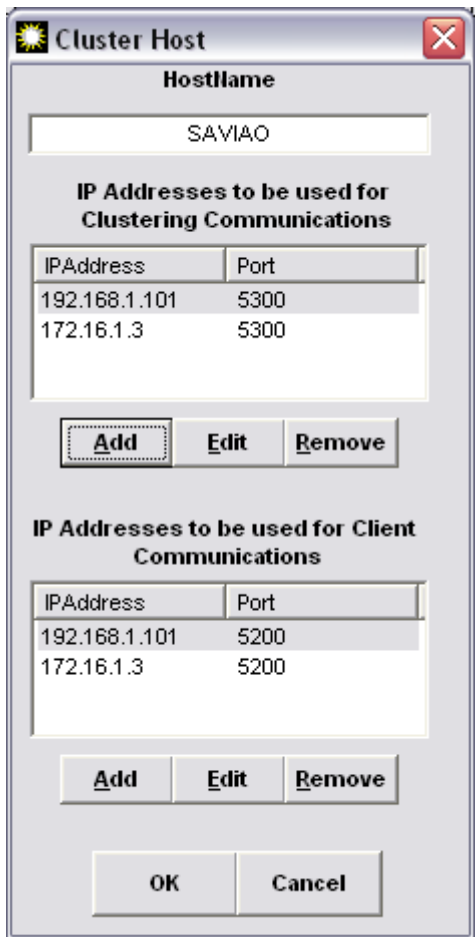 Cluster Host
HostName
SAVIAO
IP Addresses to be used for
Clustering Communications
IPAddress Port
192.168.1.101 5300
172.16.1.3 5300
Add Edit Remove
IP Addresses to be used for Client
Communications
IPAddress Port
192.168.1.101 5200
172.16.1.3 5200
Add Edit Remove
OK Cancel